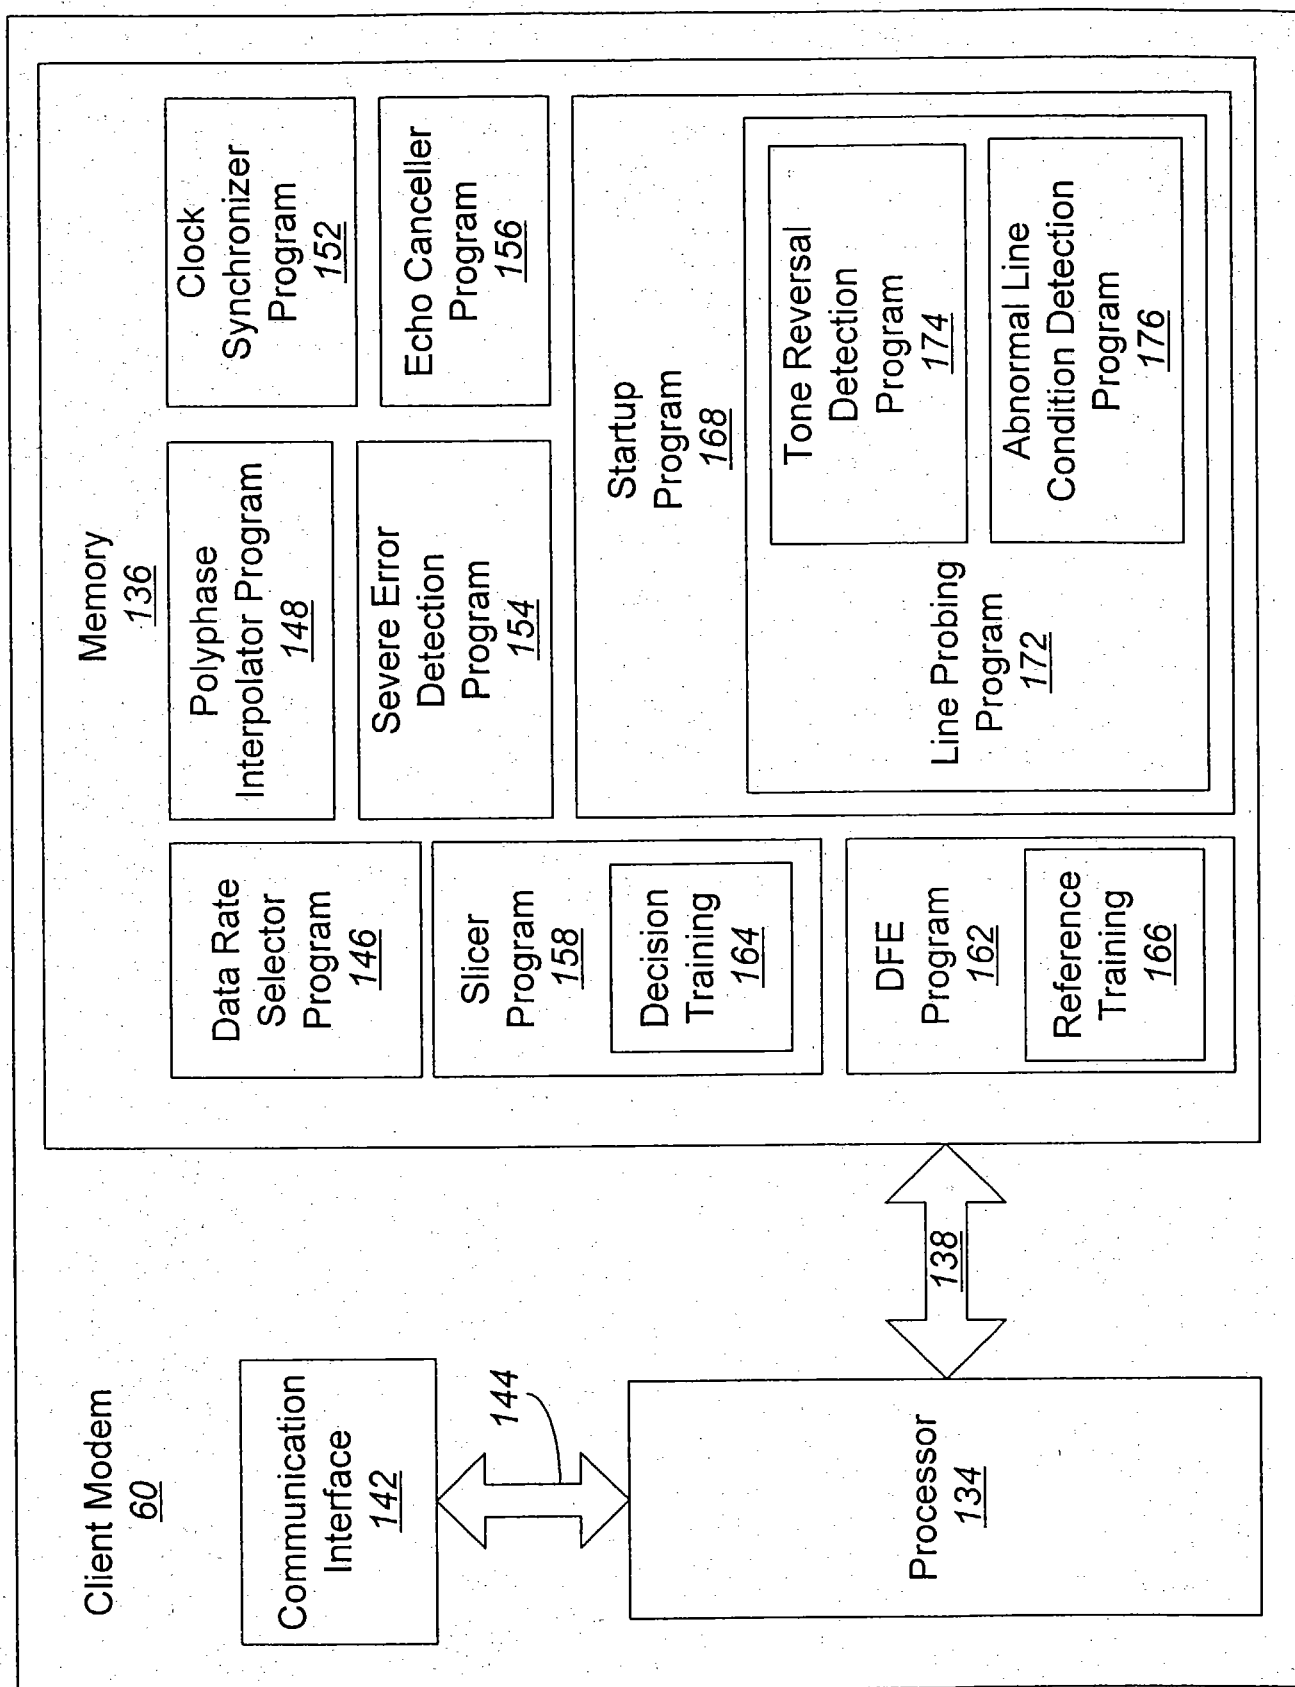 Client Modem
60
Communication
Interface
142
144
Processor
134
138
Memory
136
Data Rate
Selector
Program
146
Polyphase
Interpolator Program
148
Clock
Synchronizer
Program
152
Severe Error
Detection
Program
154
Echo Canceller
Program
156
Slicer
Program
158
Decision
Training
164
DFE
Program
162
Reference
Training
166
Startup
Program
168
Line Probing
Program
172
Tone Reversal
Detection
Program
174
Abnormal Line
Condition Detection
Program
176